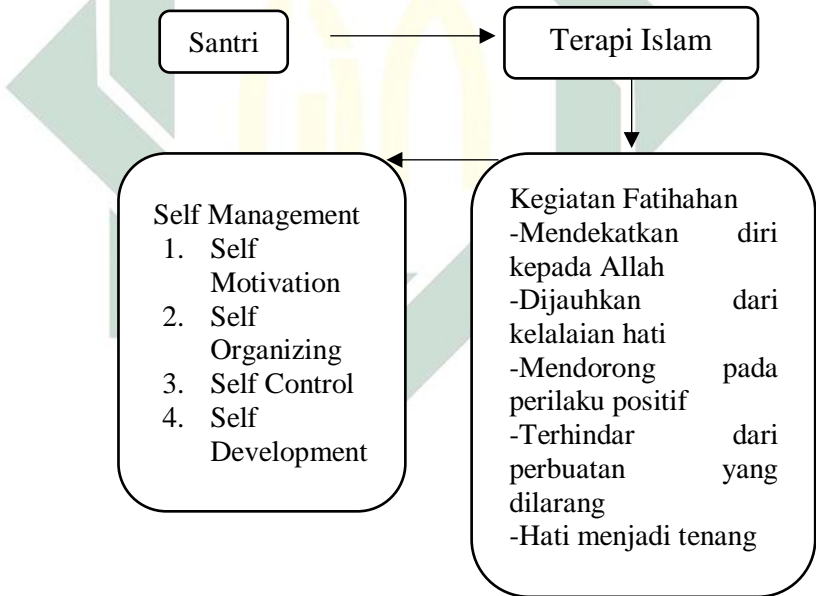 Santri
Terapi Islam
Self Management
1. Self
Motivation
2. Self
Organizing
3. Self Control
4. Self
Development
Kegiatan Fatihahan
-Mendekatkan diri
kepada Allah
-Dijauhkan dari
kelalaian hati
-Mendorong pada
perilaku positif
-Terhindar dari
perbuatan yang
dilarang
-Hati menjadi tenang